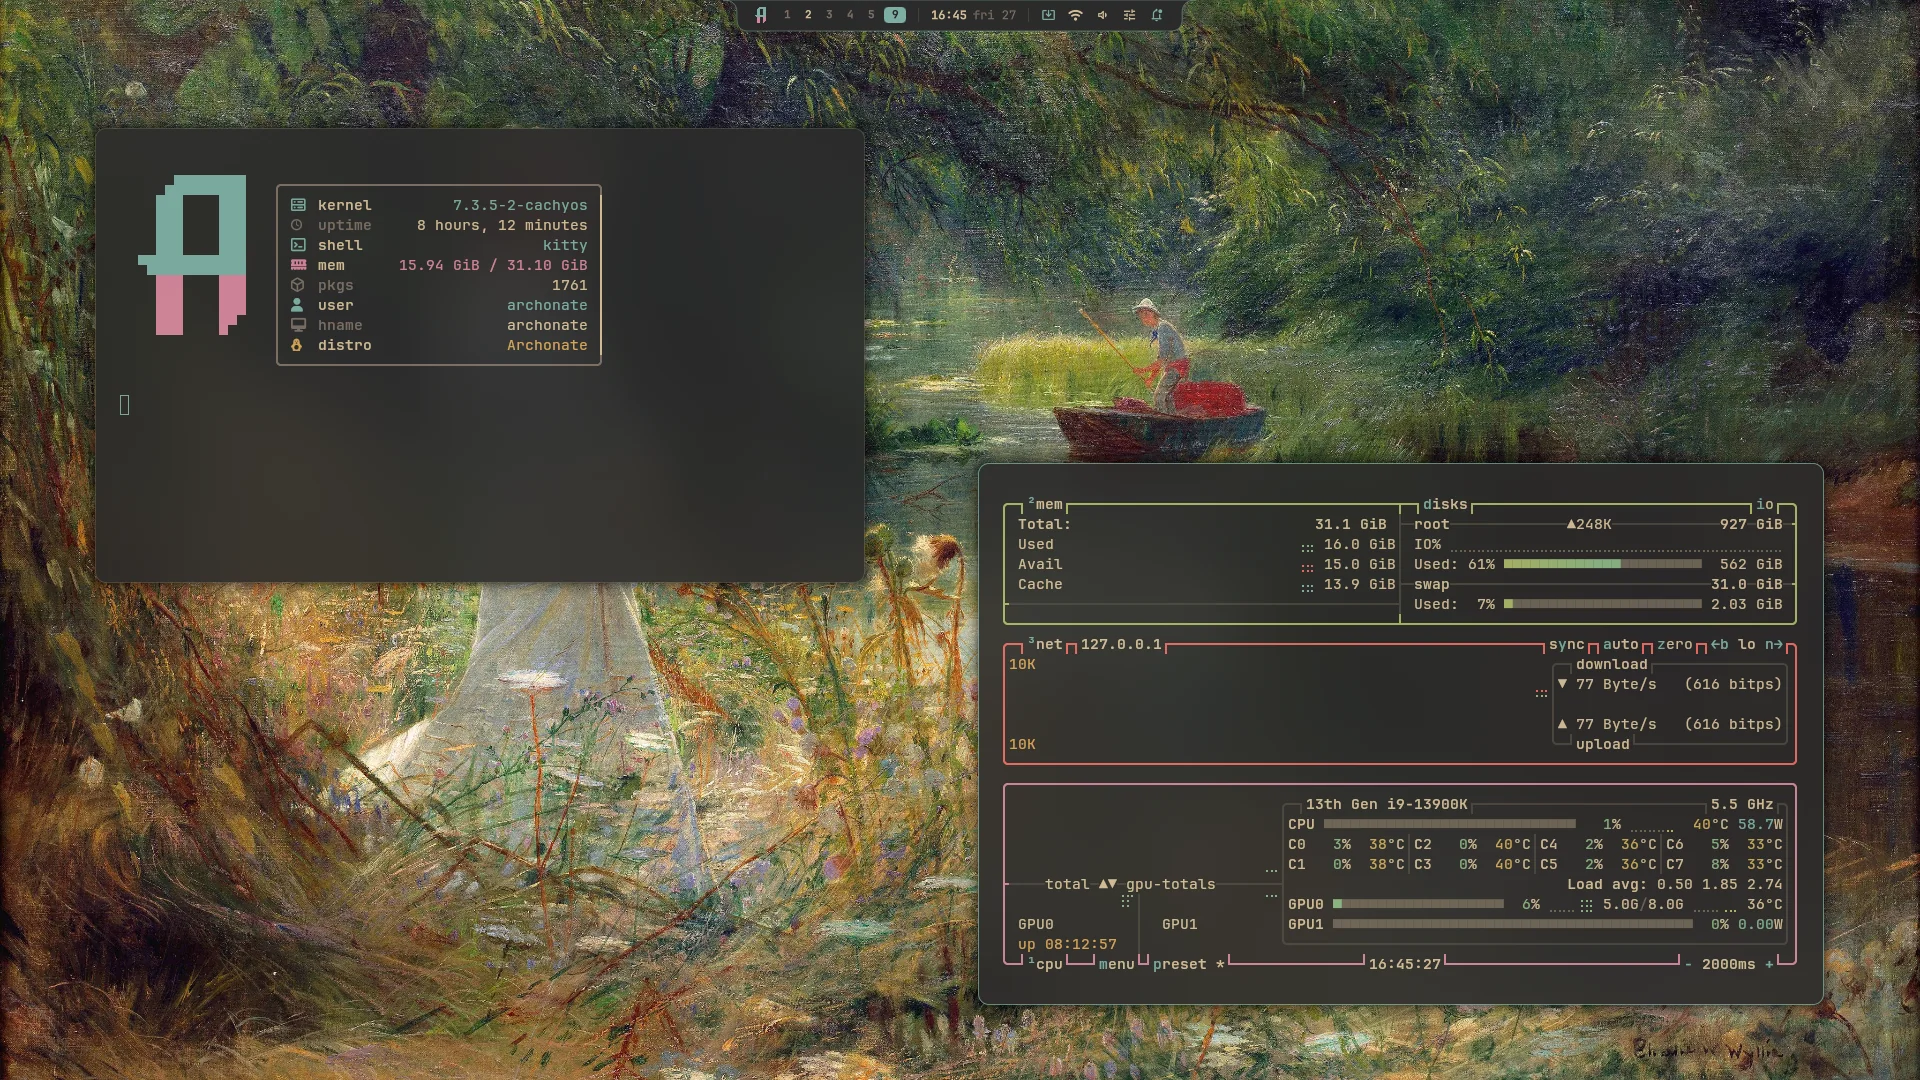 1 2 3 4 5 9 16:45 fri 27
kernel 7.3.5-2-cachyos
uptime 8 hours, 12 minutes
shell kitty
mem 15.94 GiB / 31.10 GiB
pkgs 1761
user archonate
hname archonate
distro Archonate
²mem disks io
Total: 31.1 GiB root ▲248K 927 GiB
Used 16.0 GiB IO%
Avail 15.0 GiB Used: 61% 562 GiB
Cache 13.9 GiB swap 31.0 GiB
Used: 7% 2.03 GiB
³net 127.0.0.1 sync auto zero ←b lo n→
10K download
▼ 77 Byte/s (616 bitps)
▲ 77 Byte/s (616 bitps)
10K upload
13th Gen i9-13900K 5.5 GHz
CPU 1% 40°C 58.7W
C0 3% 38°C C2 0% 40°C C4 2% 36°C C6 5% 33°C
C1 0% 38°C C3 0% 40°C C5 2% 36°C C7 8% 33°C
total ▲▼ gpu-totals Load avg: 0.50 1.85 2.74
GPU0 6% 5.0G/8.0G 36°C
GPU0 GPU1 GPU1 0% 0.00W
up 08:12:57
¹cpu menu preset * 16:45:27 - 2000ms +